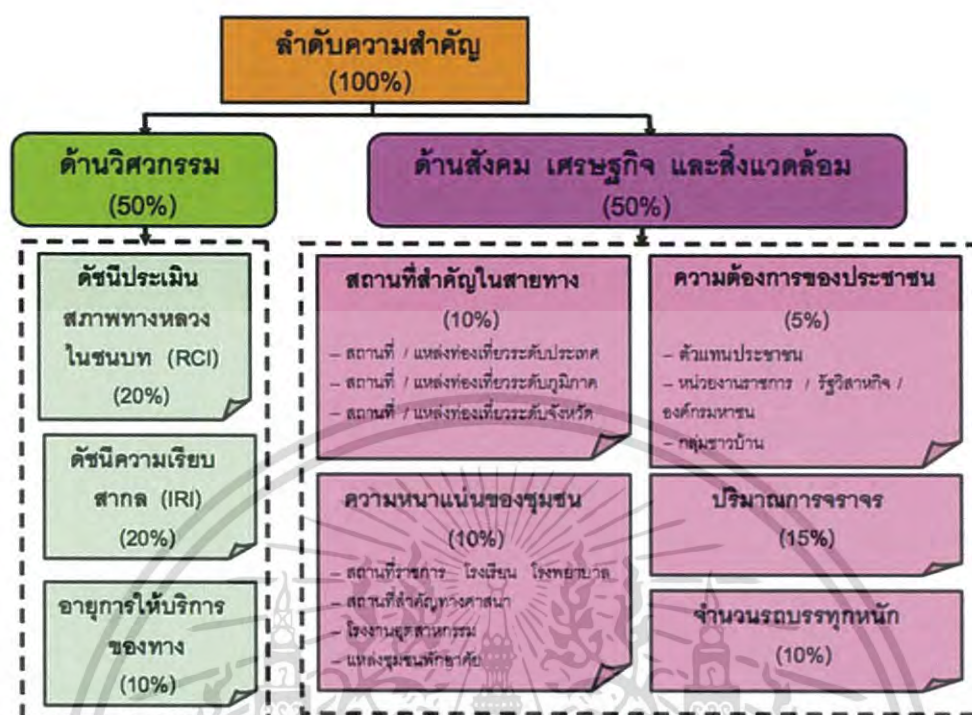 ลำดับความสำคัญ
(100%)
ด้านวิศวกรรม
(50%)
ด้านสังคม เศรษฐกิจ และสิ่งแวดล้อม
(50%)
ดัชนีประเมิน
สภาพทางหลวง
ในชนบท (RCI)
(20%)
ดัชนีความเรียบ
สากล (IRI)
(20%)
อายุการให้บริการ
ของทาง
(10%)
สถานที่สำคัญในสายทาง
(10%)
– สถานที่ / แหล่งท่องเที่ยวระดับประเทศ
– สถานที่ / แหล่งท่องเที่ยวระดับภูมิภาค
– สถานที่ / แหล่งท่องเที่ยวระดับจังหวัด
ความต้องการของประชาชน
(5%)
– ตัวแทนประชาชน
– หน่วยงานราชการ / รัฐวิสาหกิจ /
องค์กรมหาชน
– กลุ่มชาวบ้าน
ความหนาแน่นของชุมชน
(10%)
– สถานที่ราชการ โรงเรียน โรงพยาบาล
– สถานที่สำคัญทางศาสนา
– โรงงานอุตสาหกรรม
– แหล่งชุมชนพักอาศัย
ปริมาณการจราจร
(15%)
จำนวนรถบรรทุกหนัก
(10%)